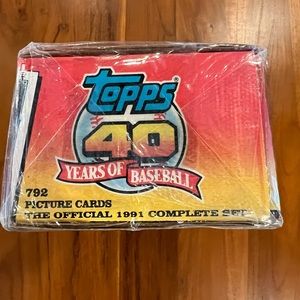 Topps
40
YEARS OF BASEBALL
792
PICTURE CARDS
THE OFFICIAL 1991 COMPLETE SET